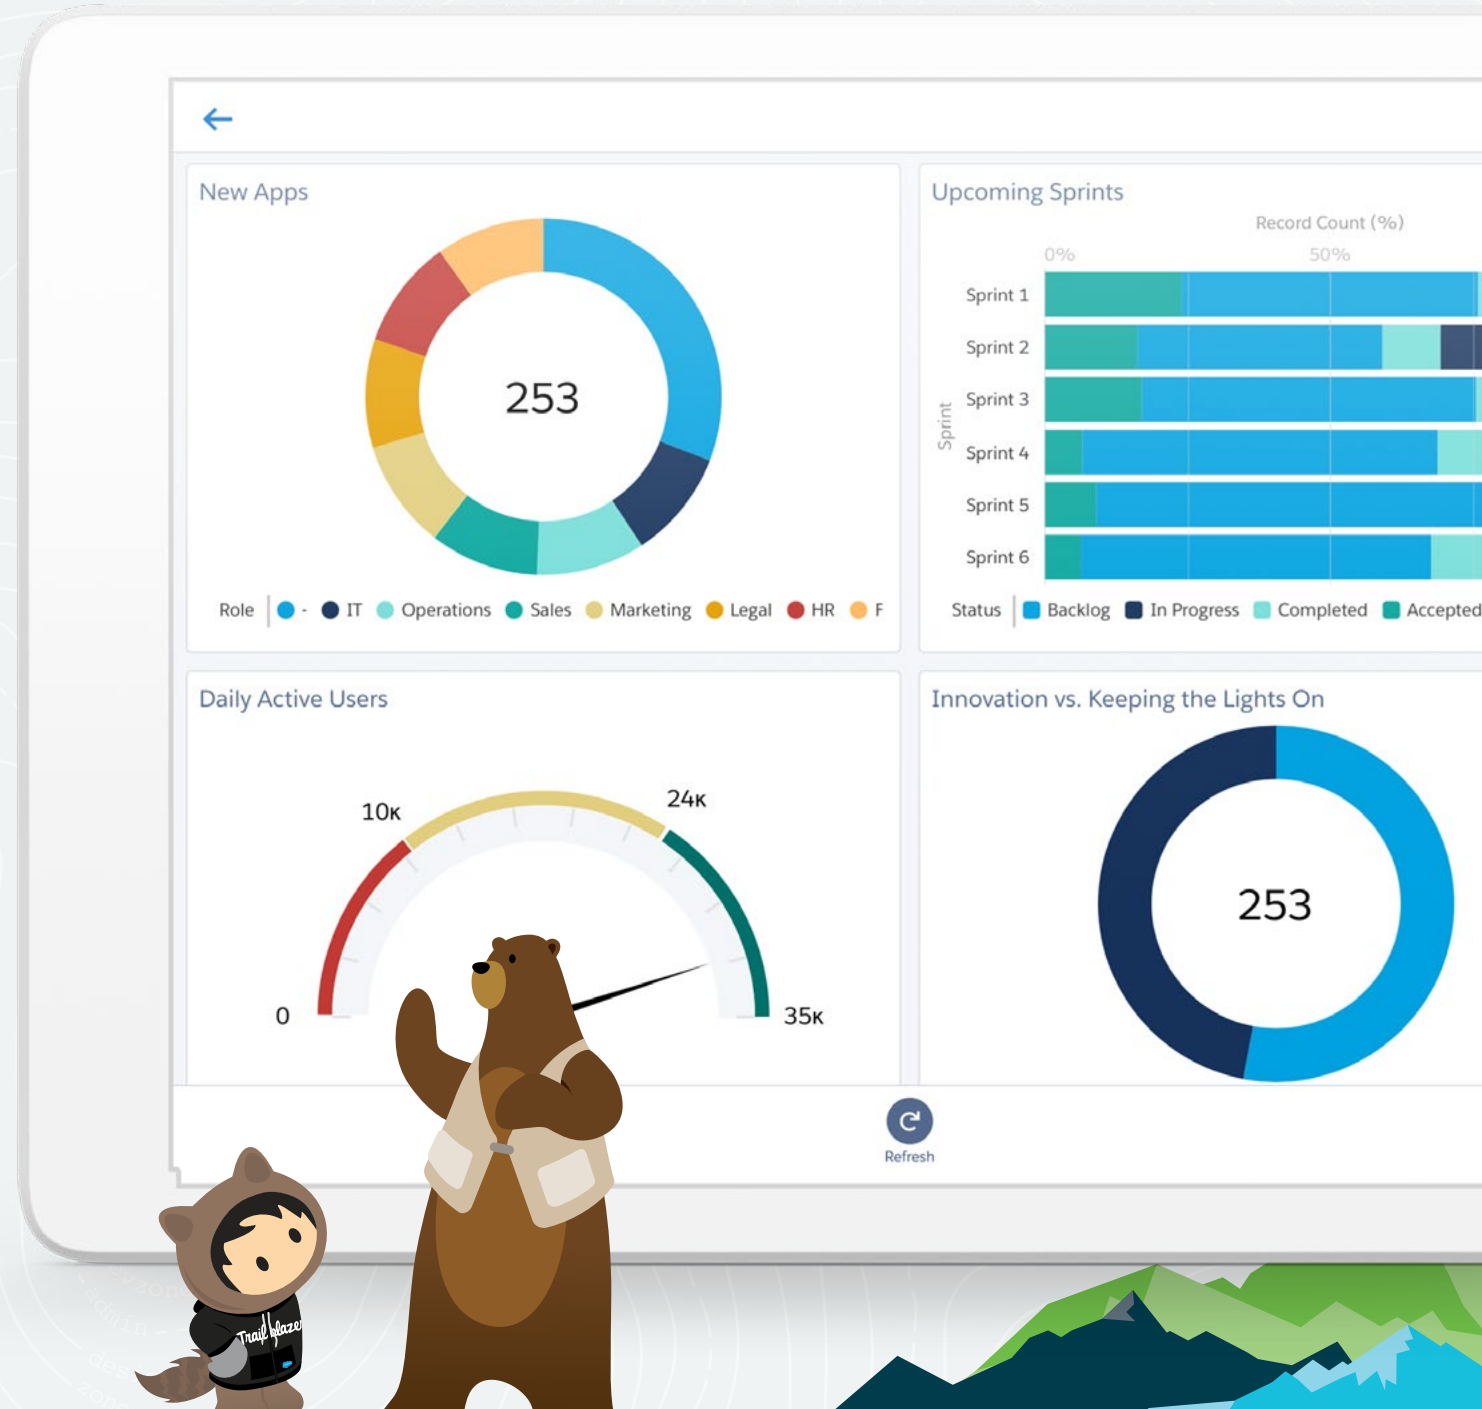 New Apps
253
Role - IT Operations Sales Marketing Legal HR F
Upcoming Sprints
Record Count (%)
0% 50%
Sprint
Sprint 1
Sprint 2
Sprint 3
Sprint 4
Sprint 5
Sprint 6
Status Backlog In Progress Completed Accepted
Daily Active Users
0 10K 24K 35K
Innovation vs. Keeping the Lights On
253
Refresh
Trailblazer
admin